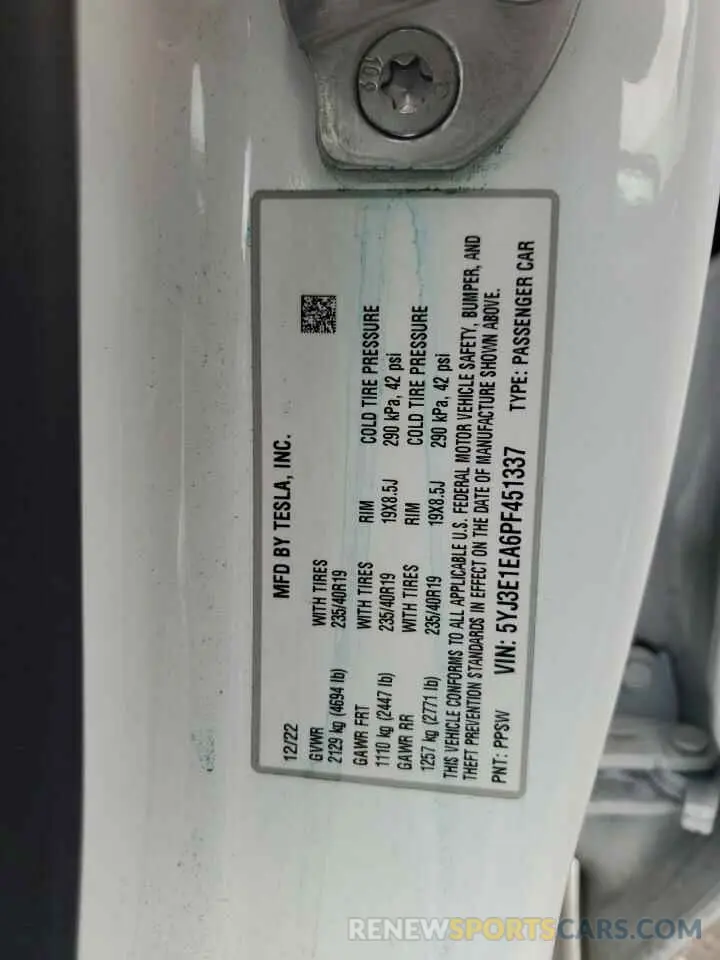 10.9
MFD BY TESLA, INC.
12/22
GVWR WITH TIRES
2129 kg (4694 lb) 235/40R19
GAWR FRT WITH TIRES RIM COLD TIRE PRESSURE
1110 kg (2447 lb) 235/40R19 19X8.5J 290 kPa, 42 psi
GAWR RR WITH TIRES RIM COLD TIRE PRESSURE
1257 kg (2771 lb) 235/40R19 19X8.5J 290 kPa, 42 psi
THIS VEHICLE CONFORMS TO ALL APPLICABLE U.S. FEDERAL MOTOR VEHICLE SAFETY, BUMPER, AND
THEFT PREVENTION STANDARDS IN EFFECT ON THE DATE OF MANUFACTURE SHOWN ABOVE.
PNT: PPSW VIN: 5YJ3E1EA6PF451337 TYPE: PASSENGER CAR
RENEWSPORTSCARS.COM